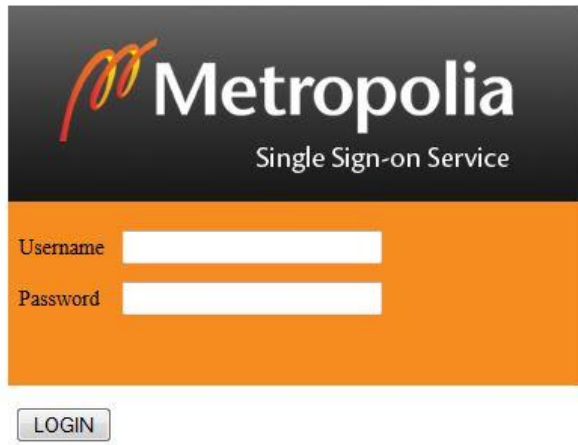 Metropolia
Single Sign-on Service
Username
Password
LOGIN